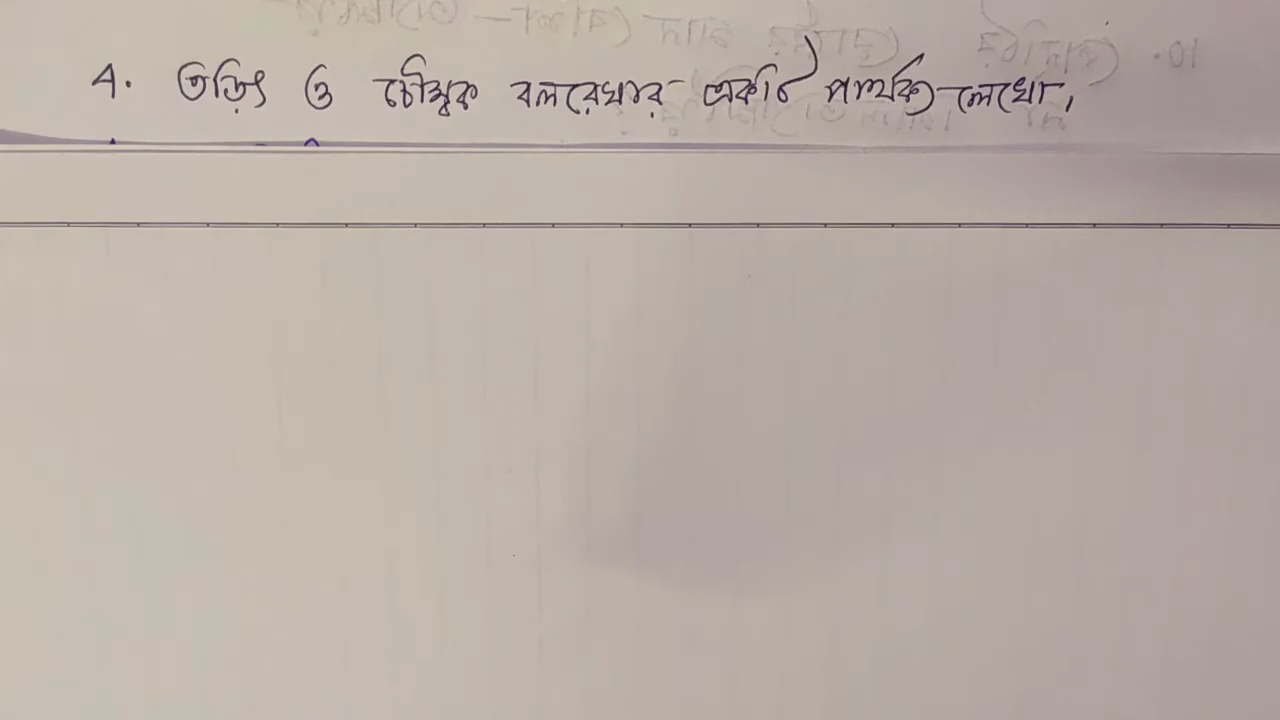 4. তড়িৎ ও চৌম্বক বলরেখার একটি পার্থক্য লেখো,